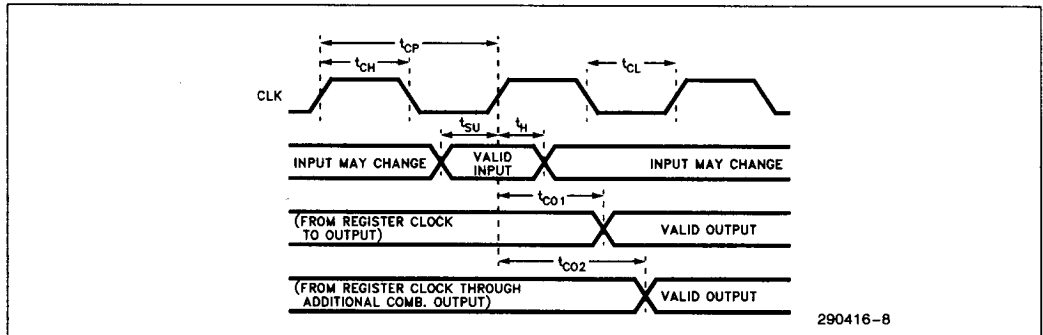 tCP
tCH
tCL
CLK
tSU
tH
INPUT MAY CHANGE
VALID
INPUT
INPUT MAY CHANGE
tCO1
(FROM REGISTER CLOCK
TO OUTPUT)
VALID OUTPUT
tCO2
(FROM REGISTER CLOCK THROUGH
ADDITIONAL COMB. OUTPUT)
VALID OUTPUT
290416-8